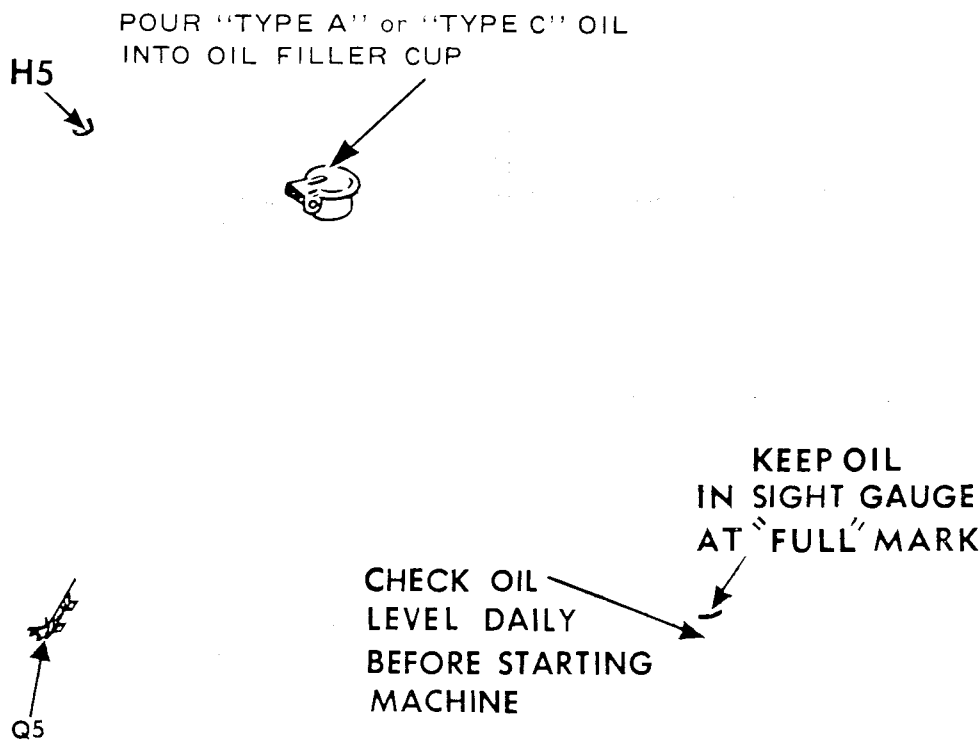 POUR "TYPE A" or "TYPE C" OIL
INTO OIL FILLER CUP
H5
KEEP OIL
IN SIGHT GAUGE
AT "FULL" MARK
CHECK OIL
LEVEL DAILY
BEFORE STARTING
MACHINE
Q5